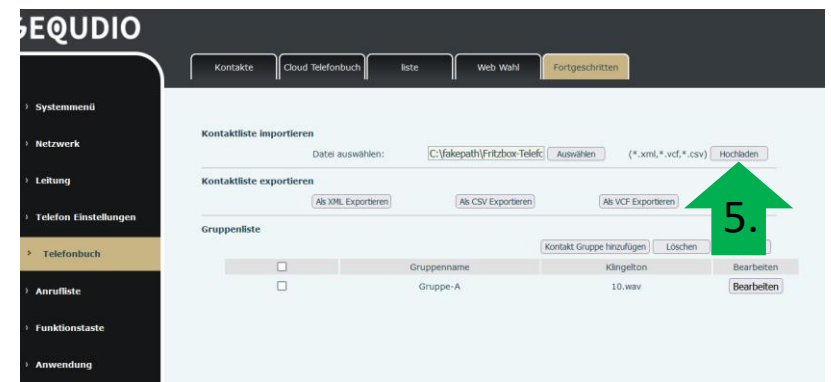 GEQUDIO
Kontakte
Cloud Telefonbuch
liste
Web Wahl
Fortgeschritten
Systemmenü
Netzwerk
Leitung
Telefon Einstellungen
Telefonbuch
Anrufliste
Funktionstaste
Anwendung
Kontaktliste importieren
Datei auswählen: C:\fakepath\Fritzbox-Telefc Auswählen (*.xml,*.vcf,*.csv) Hochladen
Kontaktliste exportieren
Als XML Exportieren Als CSV Exportieren Als VCF Exportieren
5.
Gruppenliste
Kontakt Gruppe hinzufügen Löschen
Gruppenname Klingelton Bearbeiten
Gruppe-A 10.wav Bearbeiten